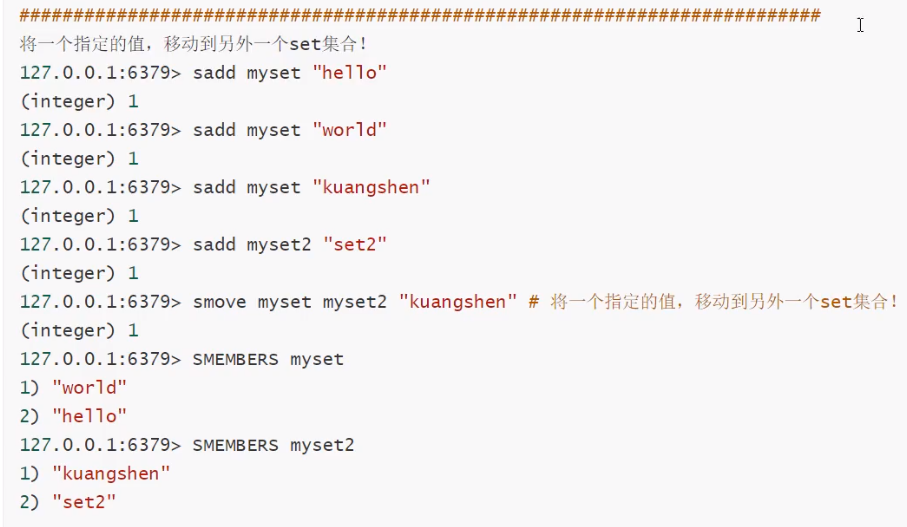 ##########################################################################
将一个指定的值，移动到另外一个set集合！
127.0.0.1:6379> sadd myset "hello"
(integer) 1
127.0.0.1:6379> sadd myset "world"
(integer) 1
127.0.0.1:6379> sadd myset "kuangshen"
(integer) 1
127.0.0.1:6379> sadd myset2 "set2"
(integer) 1
127.0.0.1:6379> smove myset myset2 "kuangshen" # 将一个指定的值，移动到另外一个set集合！
(integer) 1
127.0.0.1:6379> SMEMBERS myset
1) "world"
2) "hello"
127.0.0.1:6379> SMEMBERS myset2
1) "kuangshen"
2) "set2"